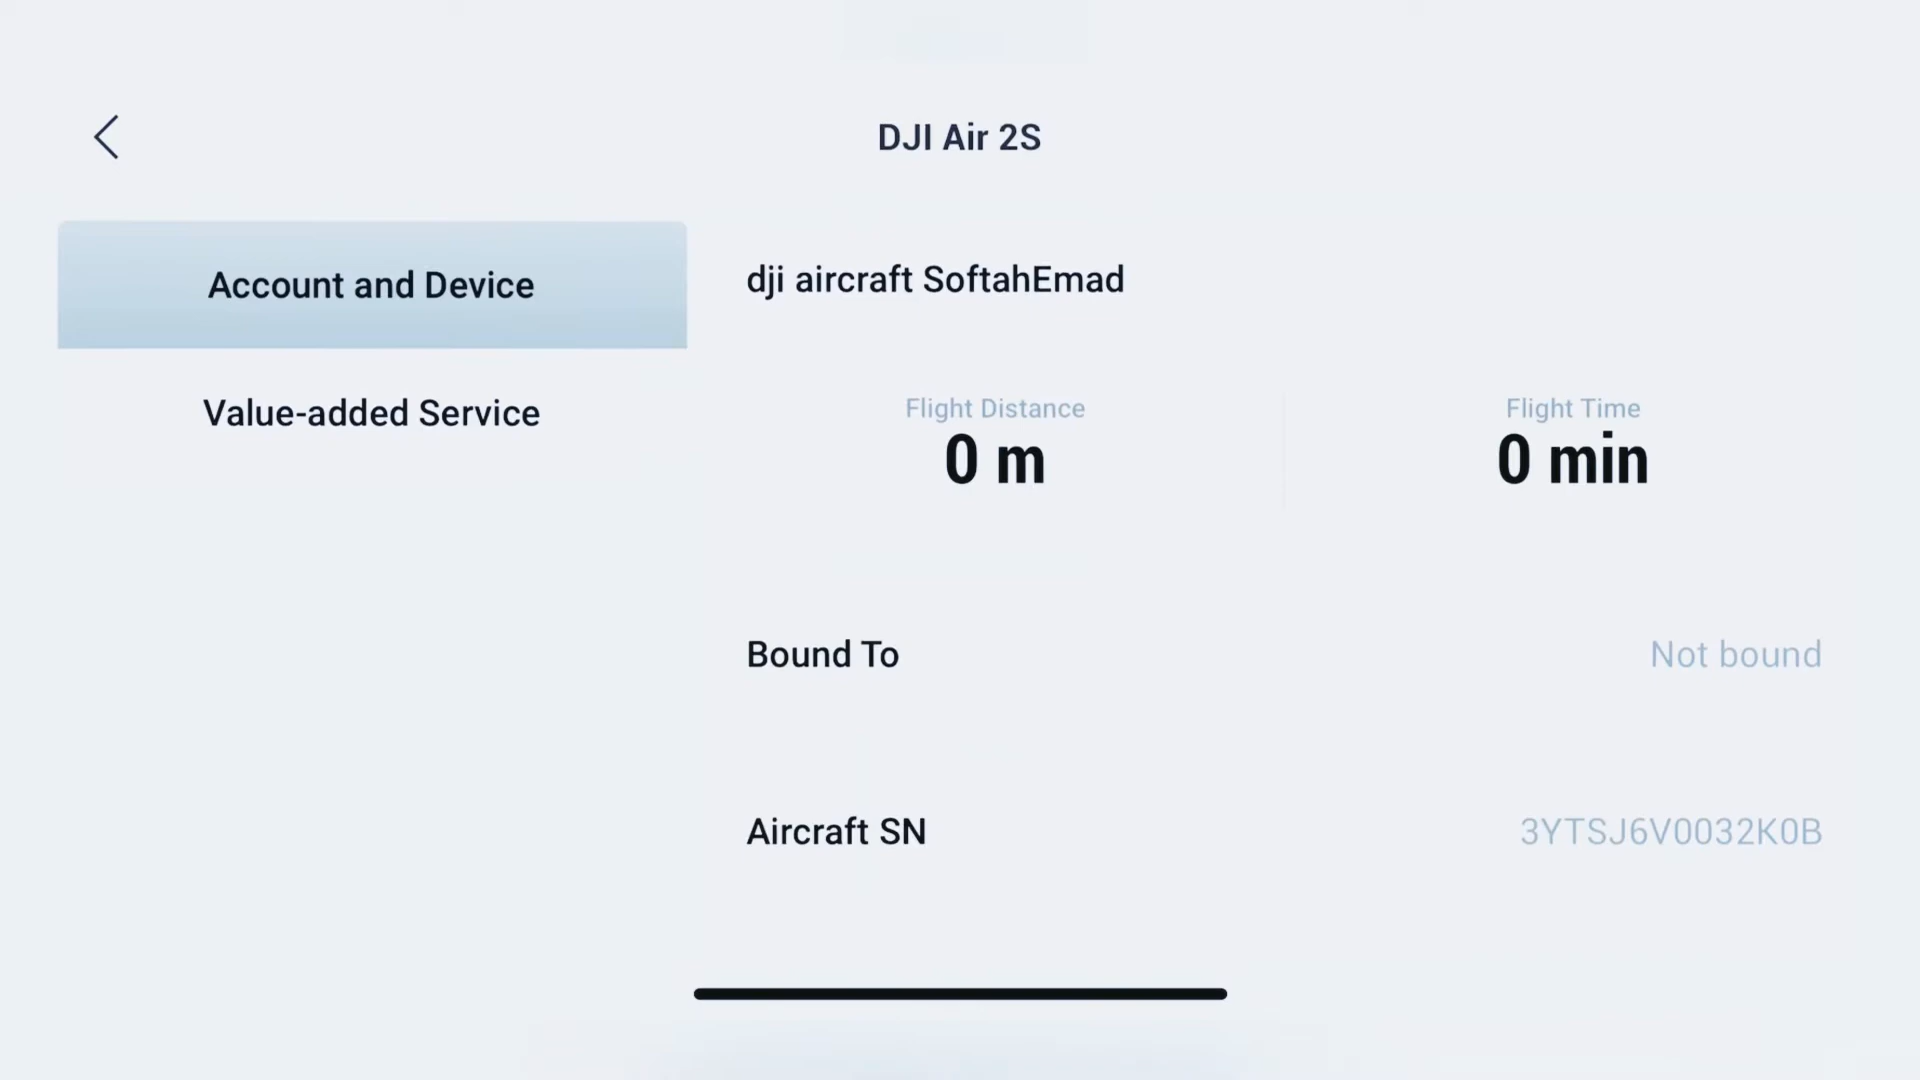 DJI Air 2S
Account and Device
Value-added Service
dji aircraft SoftahEmad
Flight Distance
0 m
Flight Time
0 min
Bound To
Not bound
Aircraft SN
3YTSJ6V0032K0B